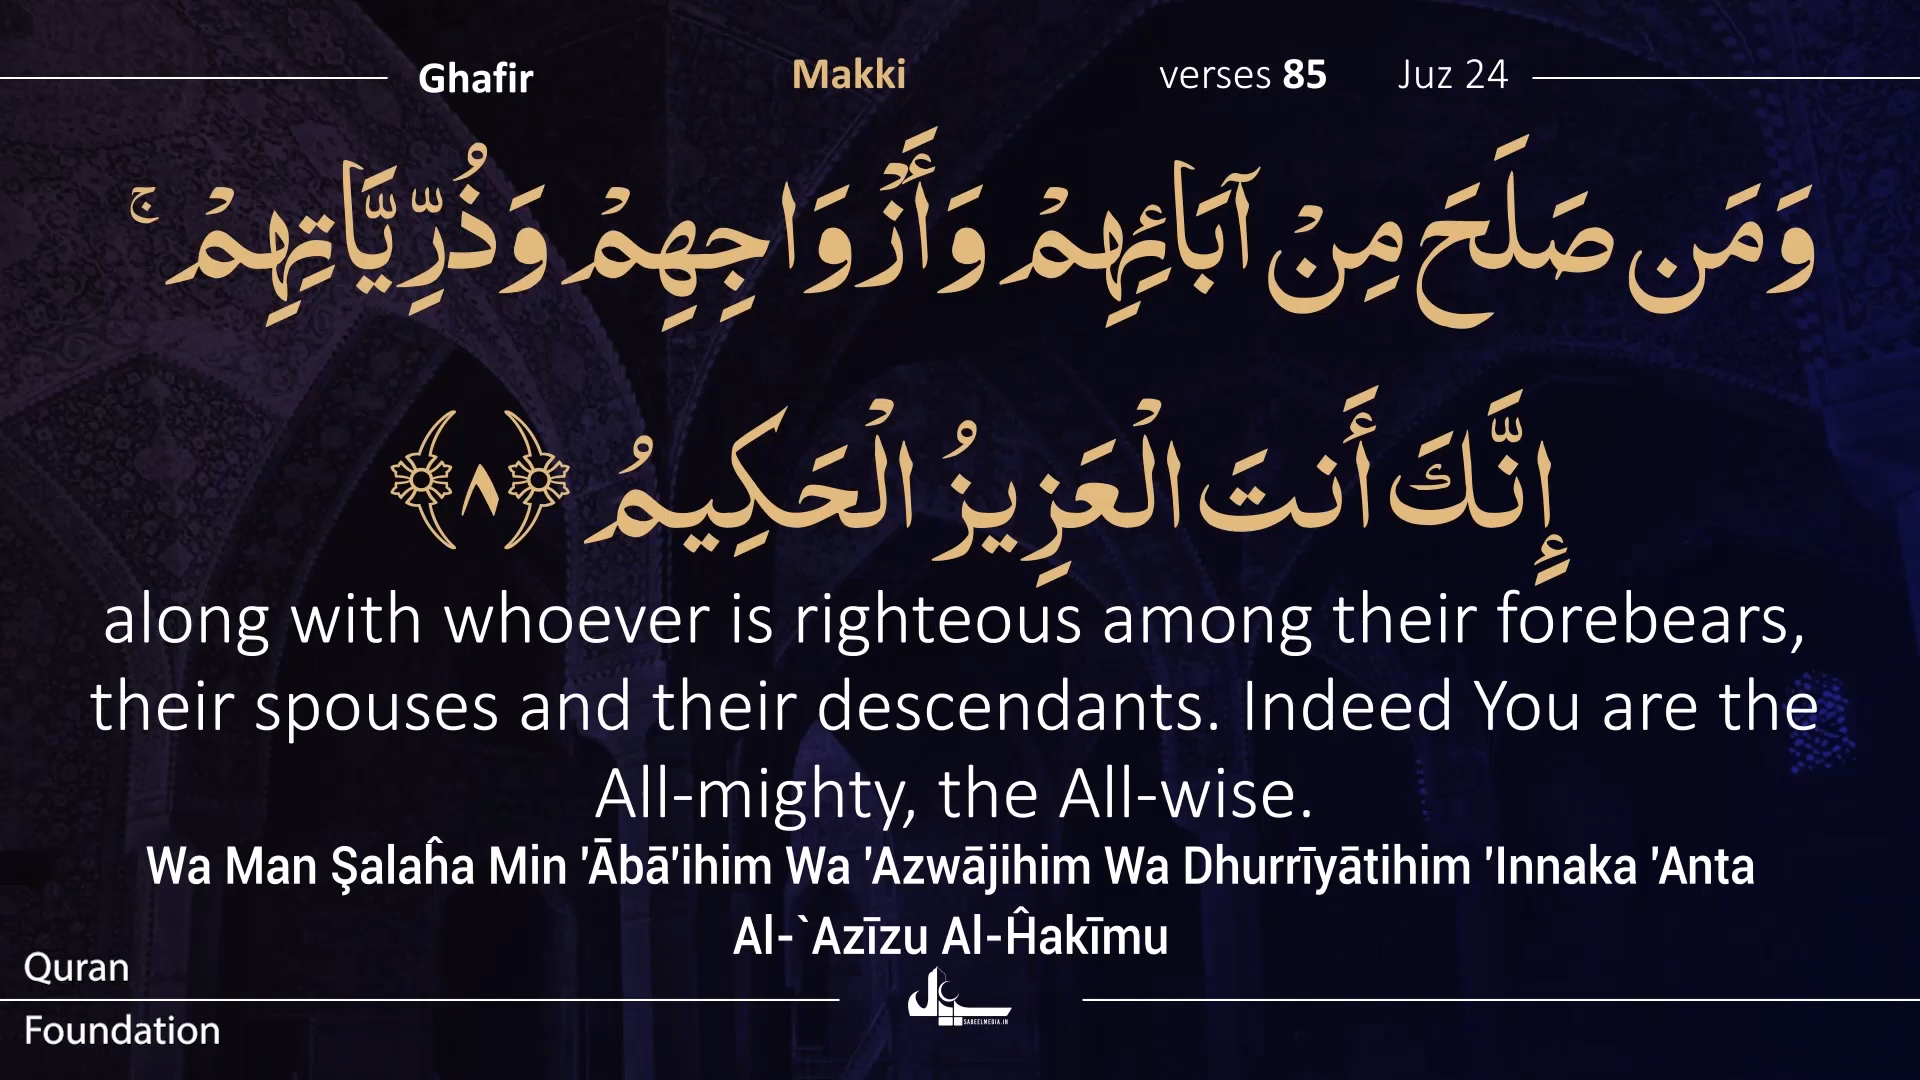 Ghafir Makki verses 85 Juz 24
وَمَن صَلَحَ مِنْ آبَائِهِمْ وَأَزْوَاجِهِمْ وَذُرِّيَّاتِهِمْ ۚ
إِنَّكَ أَنتَ الْعَزِيزُ الْحَكِيمُ ﴿٨﴾
along with whoever is righteous among their forebears,
their spouses and their descendants. Indeed You are the
All-mighty, the All-wise.
Wa Man Şalaĥa Min 'Ābā'ihim Wa 'Azwājihim Wa Dhurrīyātihim 'Innaka 'Anta
Al-`Azīzu Al-Ĥakīmu
Quran
Foundation
SABEELMEDIA.IN